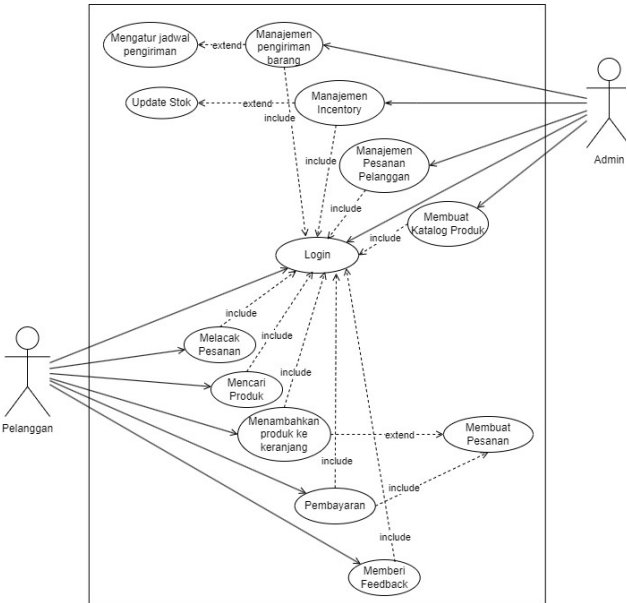 Mengatur jadwal
pengiriman
extend
Manajemen
pengiriman
barang
Update Stok
extend
Manajemen
Incentory
include
include
Manajemen
Pesanan
Pelanggan
include
Membuat
Katalog Produk
include
Admin
Login
include
Melacak
Pesanan
include
Mencari
Produk
include
Pelanggan
Menambahkan
produk ke
keranjang
extend
Membuat
Pesanan
include
include
Pembayaran
include
Memberi
Feedback